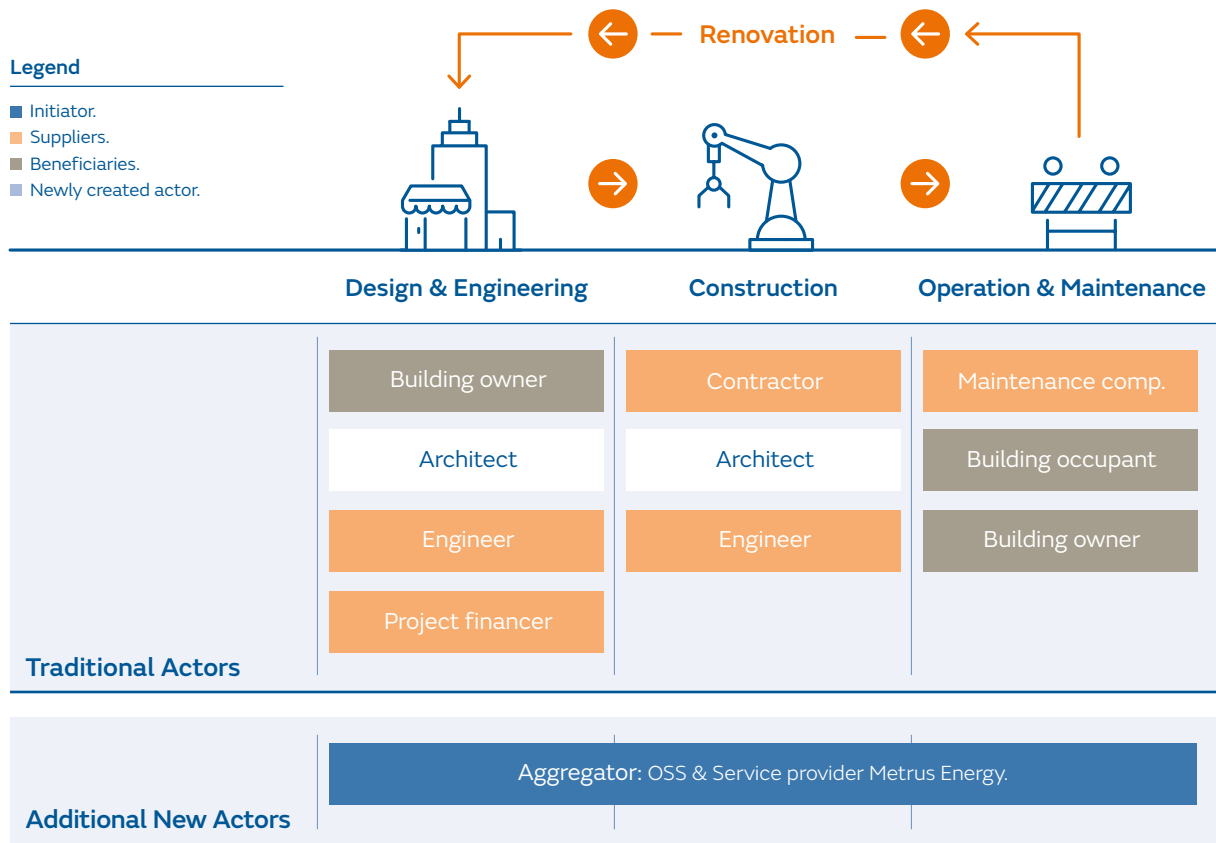 Renovation
Legend
Initiator.
Suppliers.
Beneficiaries.
Newly created actor.
Design & Engineering
Construction
Operation & Maintenance
Building owner
Contractor
Maintenance comp.
Architect
Architect
Building occupant
Engineer
Engineer
Building owner
Project financer
Traditional Actors
Aggregator: OSS & Service provider Metrus Energy.
Additional New Actors